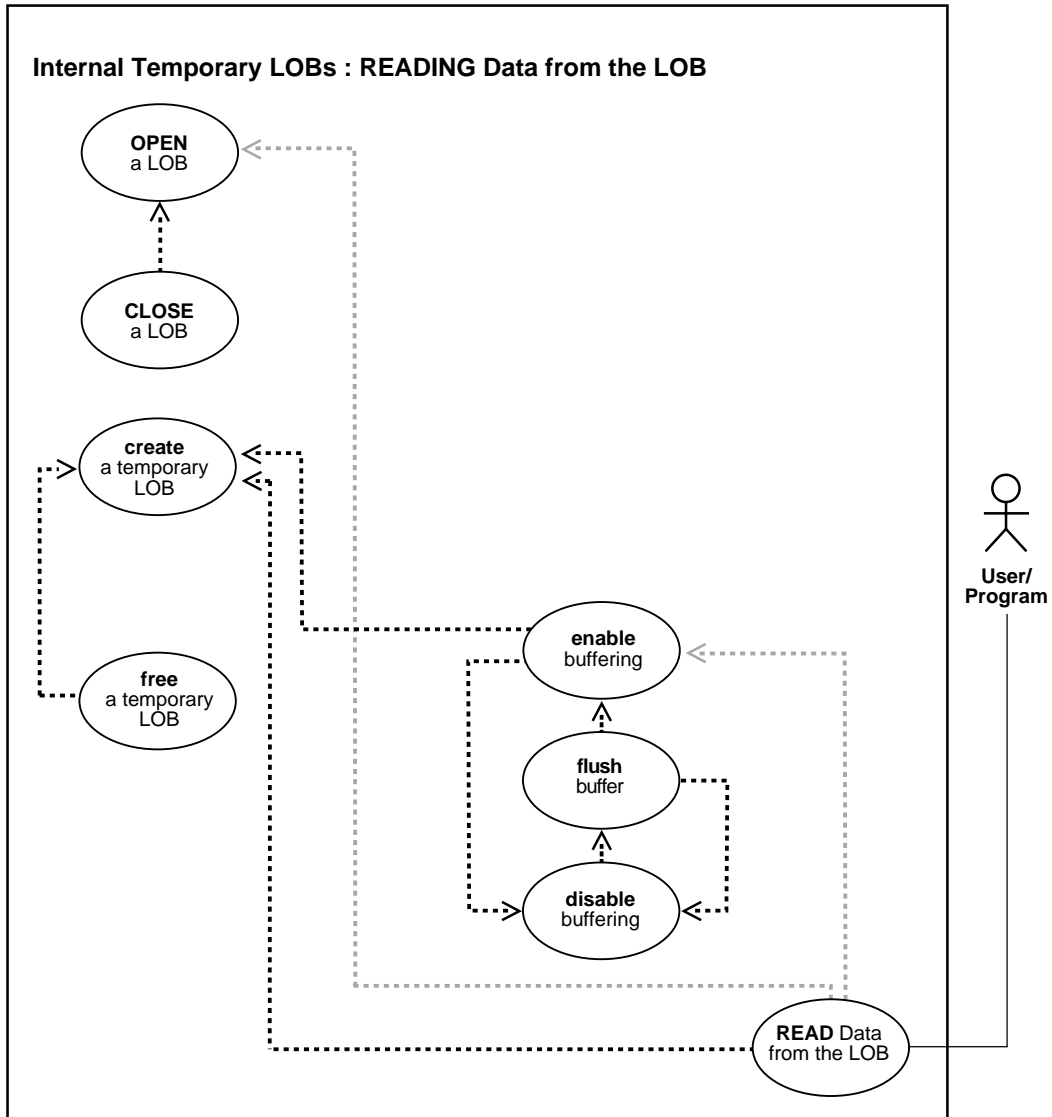 Internal Temporary LOBs : READING Data from the LOB
OPEN
a LOB
CLOSE
a LOB
create
a temporary
LOB
User/
Program
enable
buffering
free
a temporary
LOB
flush
buffer
disable
buffering
READ Data
from the LOB